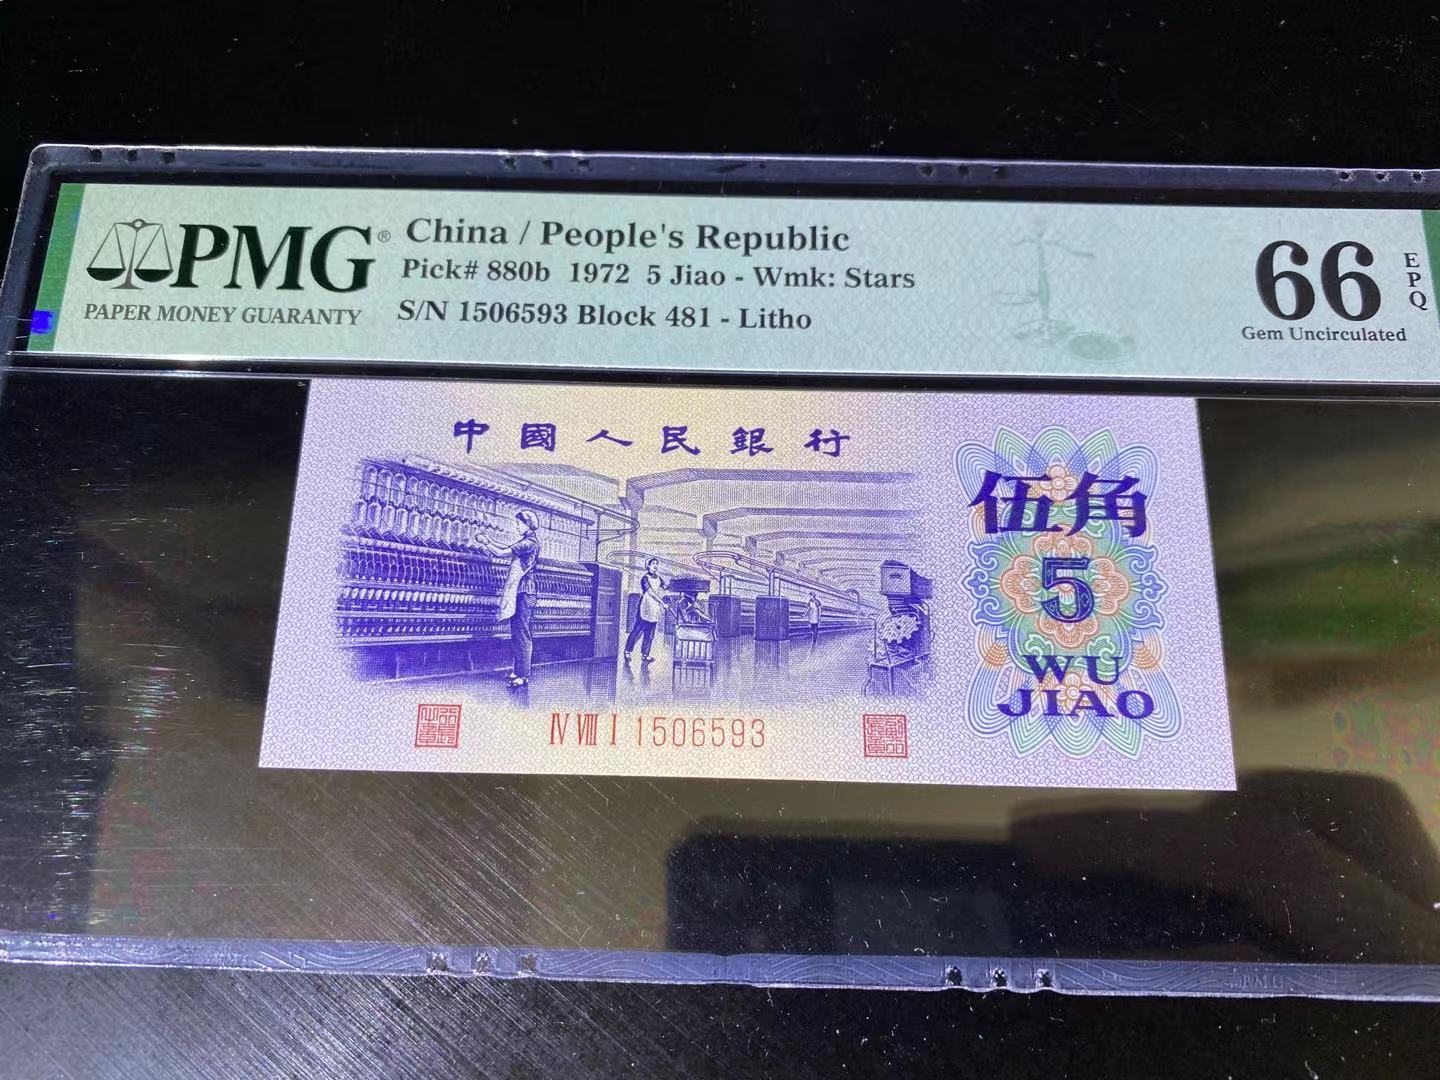 PMG®
PAPER MONEY GUARANTY
China / People's Republic
Pick# 880b 1972 5 Jiao - Wmk: Stars
S/N 1506593 Block 481 - Litho
66 EPQ
Gem Uncirculated
中國人民銀行
伍角
5
WU
JIAO
IV VIII I 1506593
PMG